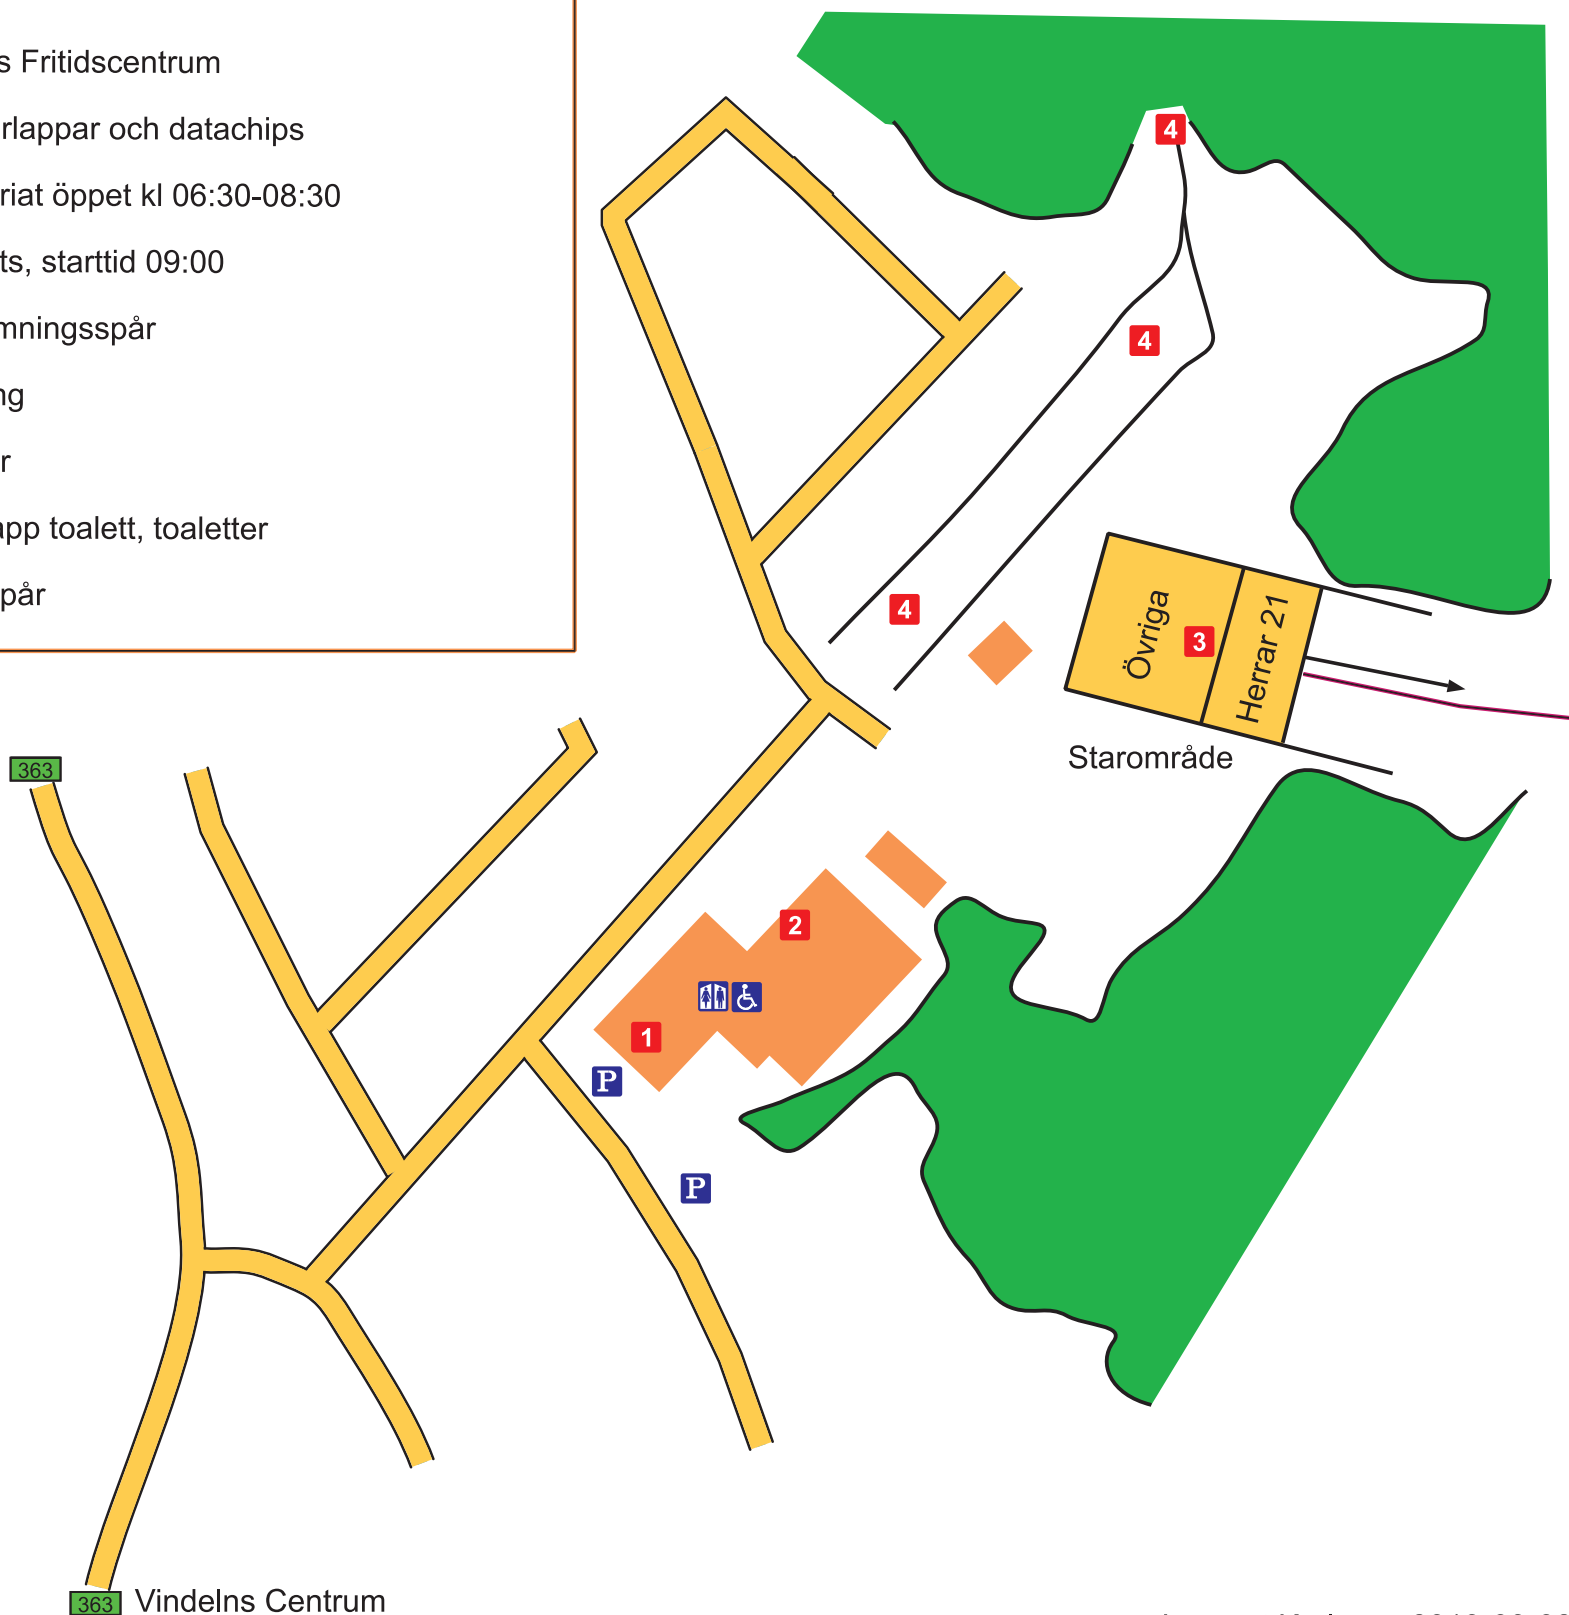 s Fritidscentrum
rlappar och datachips
riat öppet kl 06:30-08:30
ts, starttid 09:00
mningsspår
ng
r
app toalett, toaletter
pår
4
4
4
Övriga
3
Herrar 21
Starområde
363
2
1
P
P
363 Vindelns Centrum